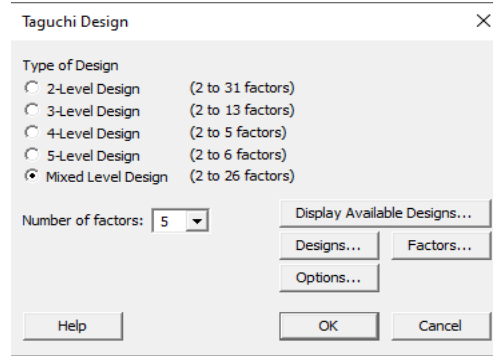 Taguchi Design
Type of Design
2-Level Design (2 to 31 factors)
3-Level Design (2 to 13 factors)
4-Level Design (2 to 5 factors)
5-Level Design (2 to 6 factors)
Mixed Level Design (2 to 26 factors)
Number of factors: 5
Display Available Designs...
Designs... Factors...
Options...
Help OK Cancel